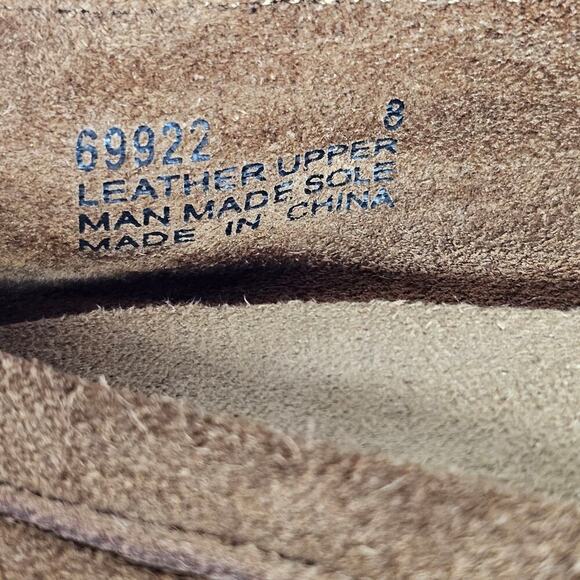 69922 8
LEATHER UPPER
MAN MADE SOLE
MADE IN CHINA